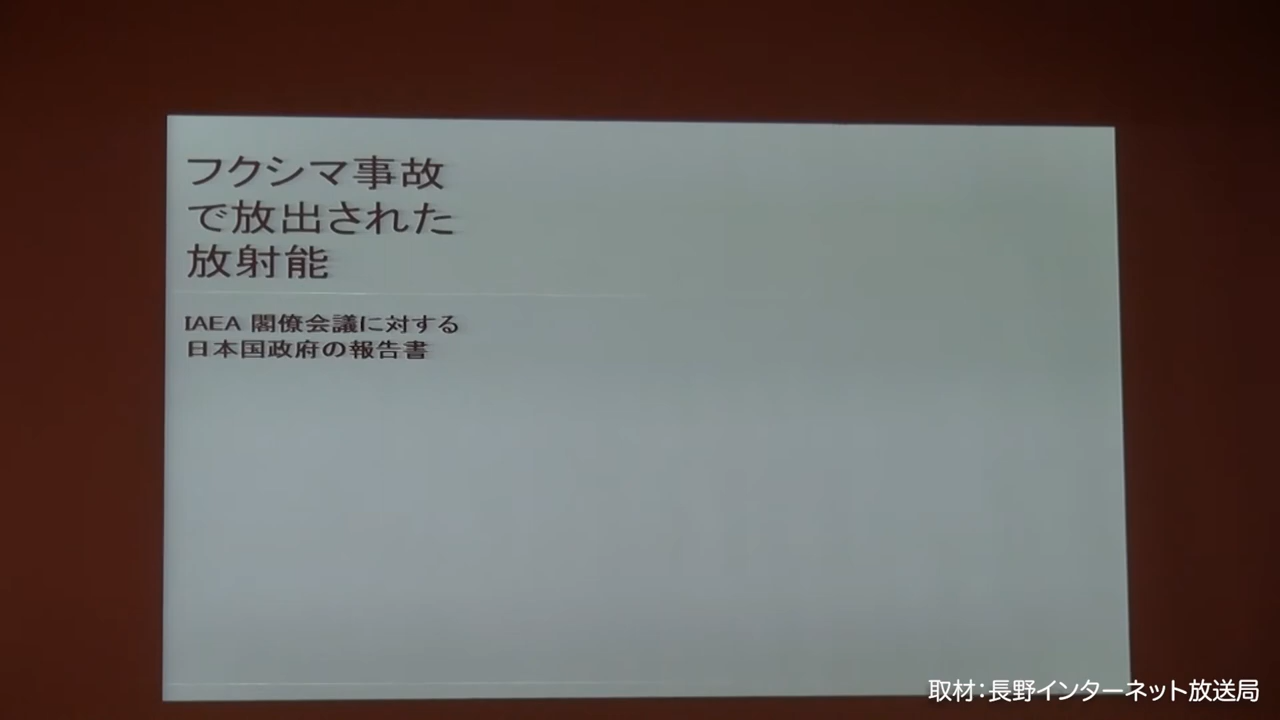 フクシマ事故
で放出された
放射能
IAEA 閣僚会議に対する
日本国政府の報告書
取材:長野インターネット放送局